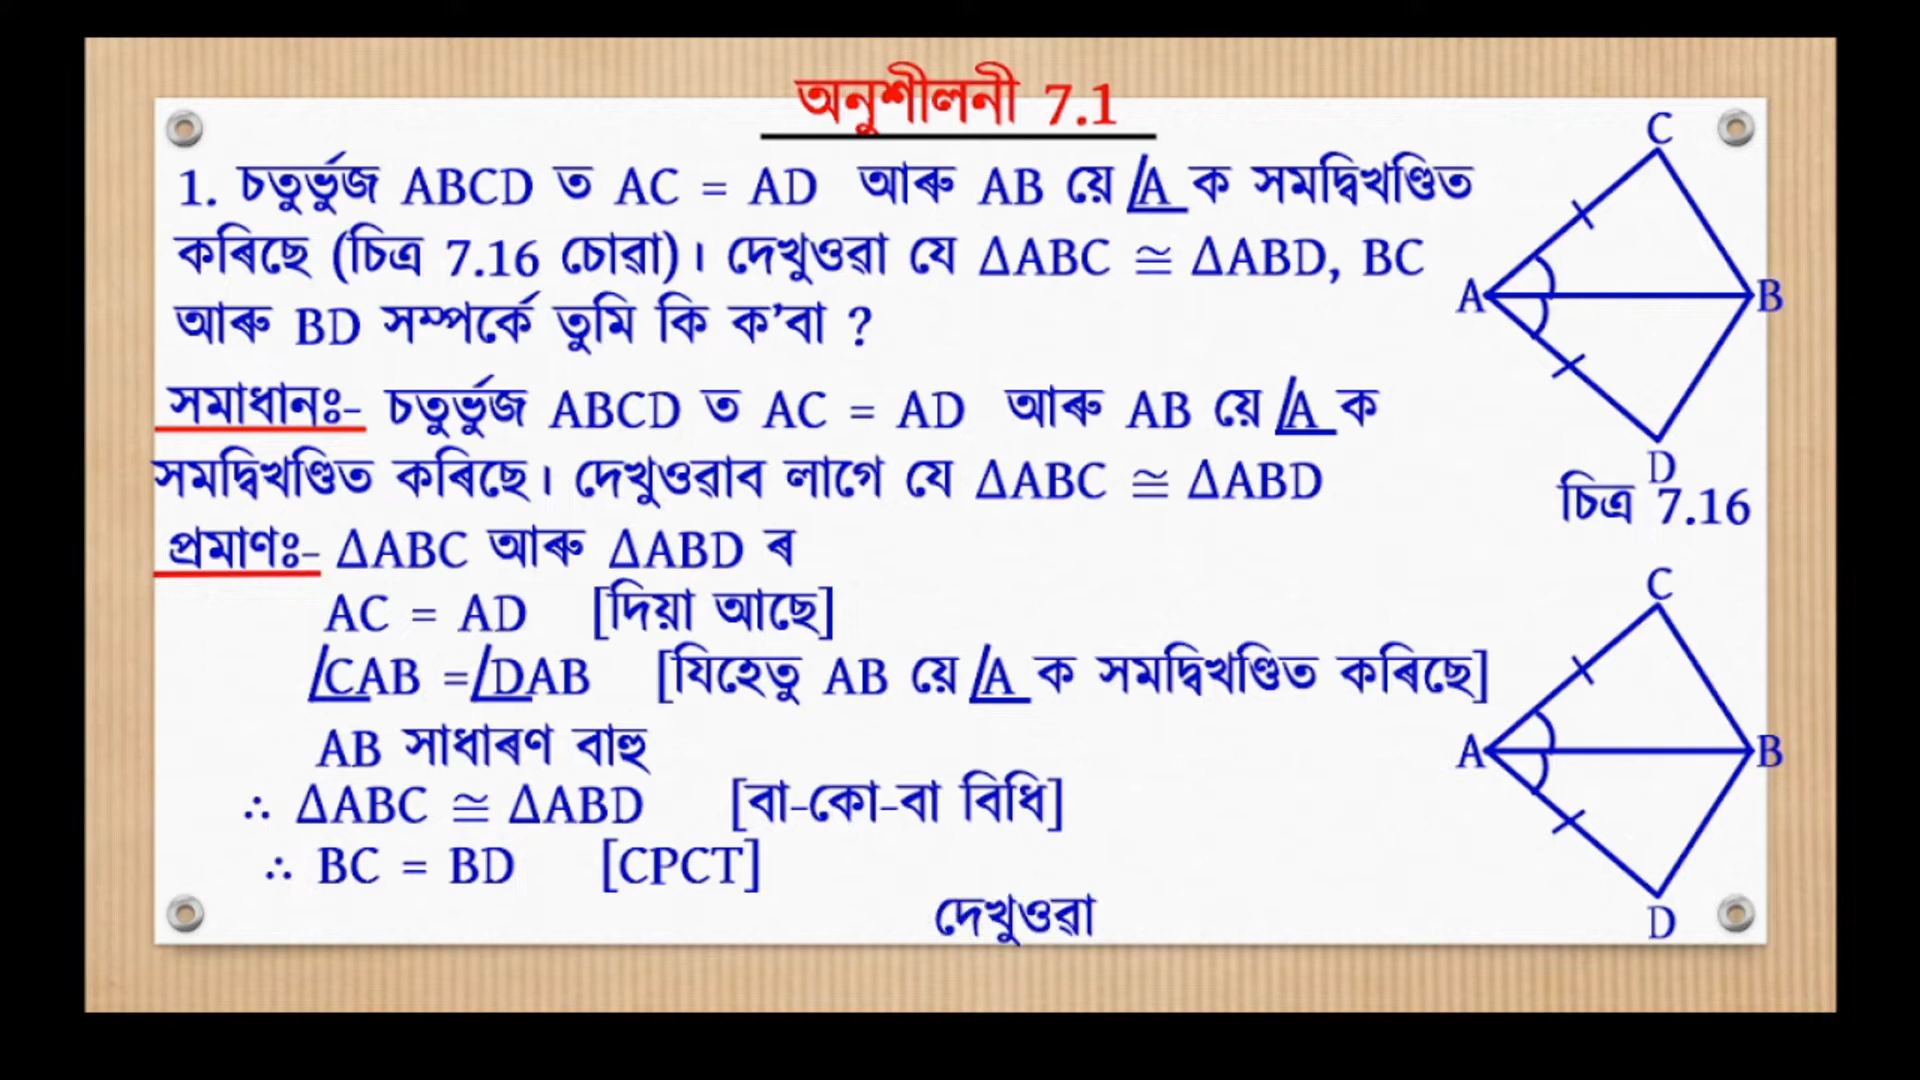 অনুশীলনী 7.1
1. চতুৰ্ভুজ ABCD ত AC = AD আৰু AB য়ে ∠A ক সমদ্বিখণ্ডিত
কৰিছে (চিত্ৰ 7.16 চোৱা)। দেখুওৱা যে ΔABC ≅ ΔABD, BC
আৰু BD সম্পৰ্কে তুমি কি ক’বা ?
সমাধানঃ- চতুৰ্ভুজ ABCD ত AC = AD আৰু AB য়ে ∠A ক
সমদ্বিখণ্ডিত কৰিছে। দেখুওৱাব লাগে যে ΔABC ≅ ΔABD
প্ৰমাণঃ- ΔABC আৰু ΔABD ৰ
AC = AD [দিয়া আছে]
∠CAB =∠DAB [যিহেতু AB য়ে ∠A ক সমদ্বিখণ্ডিত কৰিছে]
AB সাধাৰণ বাহু
∴ ΔABC ≅ ΔABD [বা-কো-বা বিধি]
∴ BC = BD [CPCT]
দেখুওৱা
C
A
B
D
চিত্ৰ 7.16
C
A
B
D